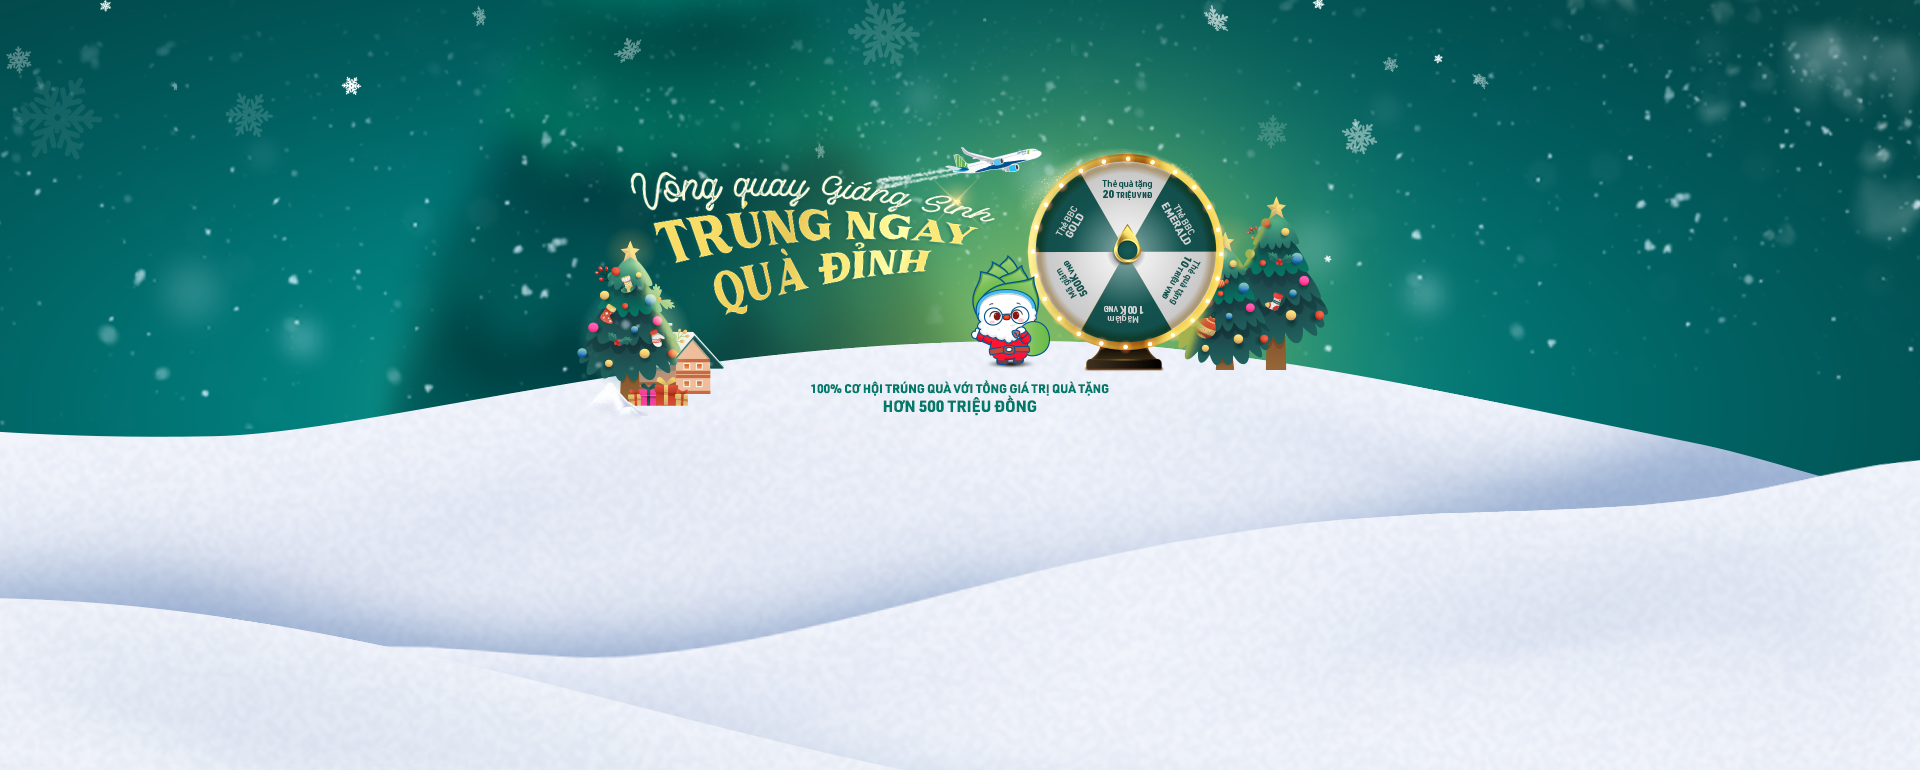 Vòng quay Giáng Sinh
TRÚNG NGAY
QUÀ ĐỈNH
Thẻ quà tặng
20 TRIỆU VNĐ
Thẻ BBC
EMERALD
Thẻ quà tặng
10 TRIỆU VNĐ
Mã giảm
100K VNĐ
Mã giảm
500K VNĐ
Thẻ BBC
GOLD
100% CƠ HỘI TRÚNG QUÀ VỚI TỔNG GIÁ TRỊ QUÀ TẶNG
HƠN 500 TRIỆU ĐỒNG